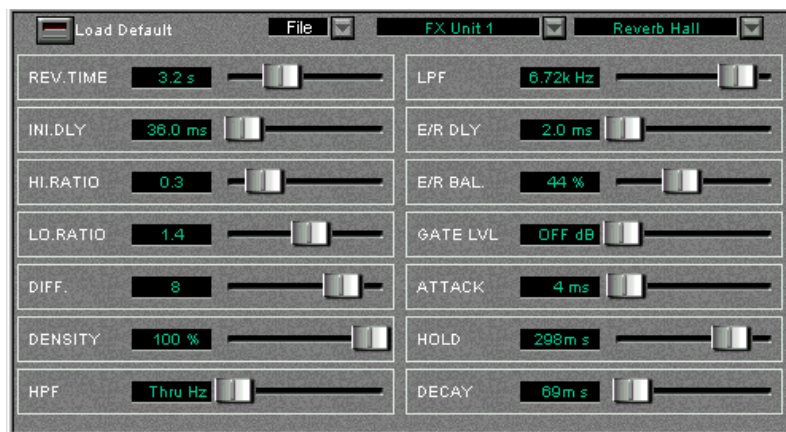 Load Default File FX Unit 1 Reverb Hall
REV.TIME 3.2 s
INI.DLY 36.0 ms
HI.RATIO 0.3
LO.RATIO 1.4
DIFF. 8
DENSITY 100 %
HPF Thru Hz
LPF 6.72k Hz
E/R DLY 2.0 ms
E/R BAL. 44 %
GATE LVL OFF dB
ATTACK 4 ms
HOLD 298m s
DECAY 69m s